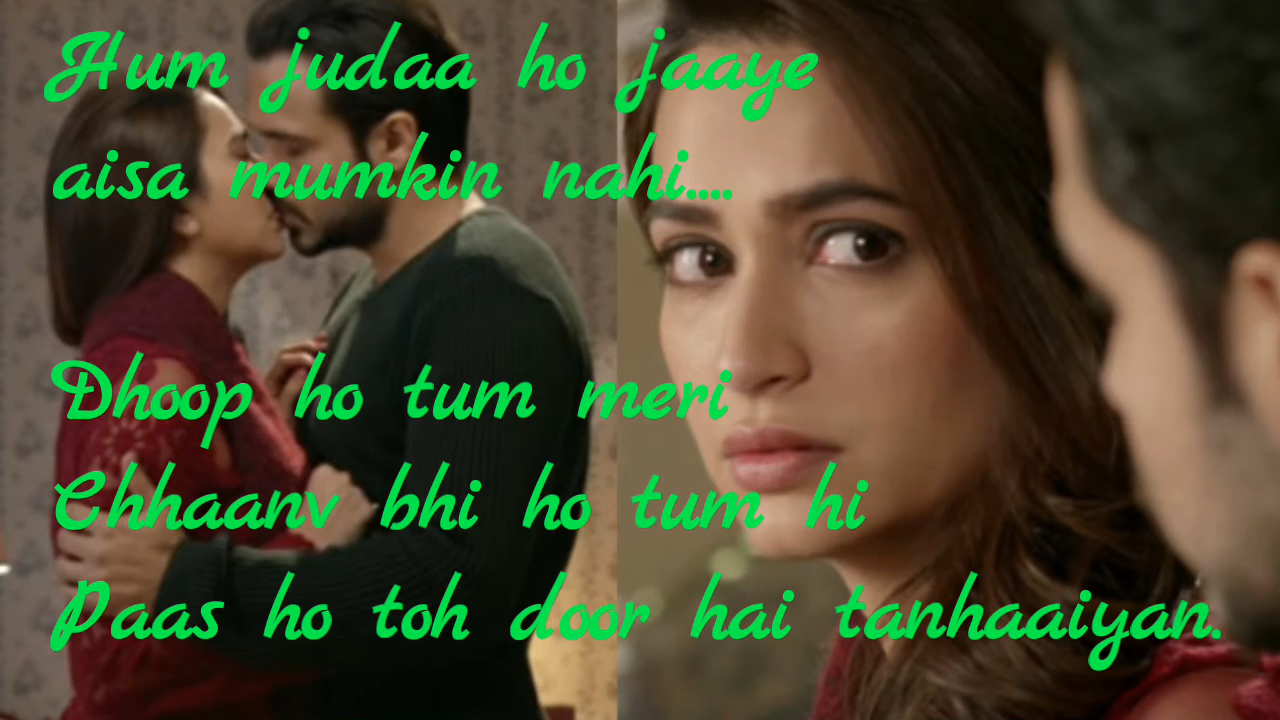 Hum judaa ho jaaye
aisa mumkin nahi....
Dhoop ho tum meri
Chhaanv bhi ho tum hi
Paas ho toh door hai tanhaaiyan.